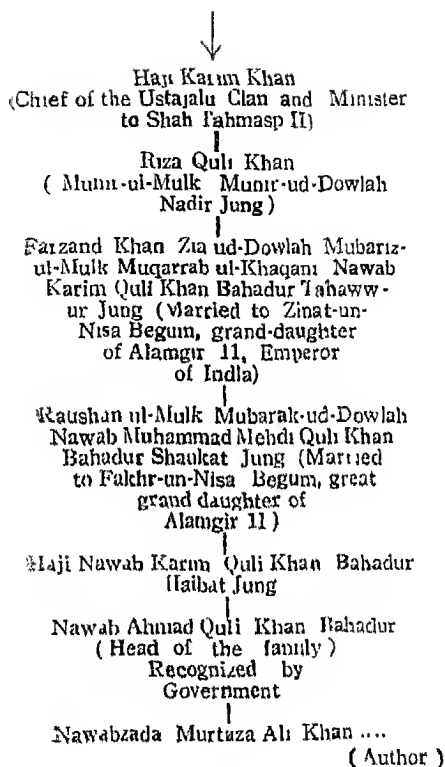 Haji Karim Khan
(Chief of the Ustajalu Clan and Minister
to Shah Tahmasp II)
Riza Quli Khan
( Munir-ul-Mulk Munir-ud-Dowlah
Nadir Jung )
Farzand Khan Zia ud-Dowlah Mubariz-
ul-Mulk Muqarrab ul-Khaqani Nawab
Karim Quli Khan Bahadur Tahaww-
ur Jung (Married to Zinat-un-
Nisa Begum, grand-daughter
of Alamgir 11, Emperor
of India)
Raushan ul-Mulk Mubarak-ud-Dowlah
Nawab Muhammad Mehdi Quli Khan
Bahadur Shaukat Jung (Married
to Fakhr-un-Nisa Begum, great
grand daughter of
Alamgir 11 )
Haji Nawab Karim Quli Khan Bahadur
Haibat Jung
Nawab Ahmad Quli Khan Bahadur
( Head of the family )
Recognized by
Government
Nawabzada Murtaza Ali Khan ....
( Author )